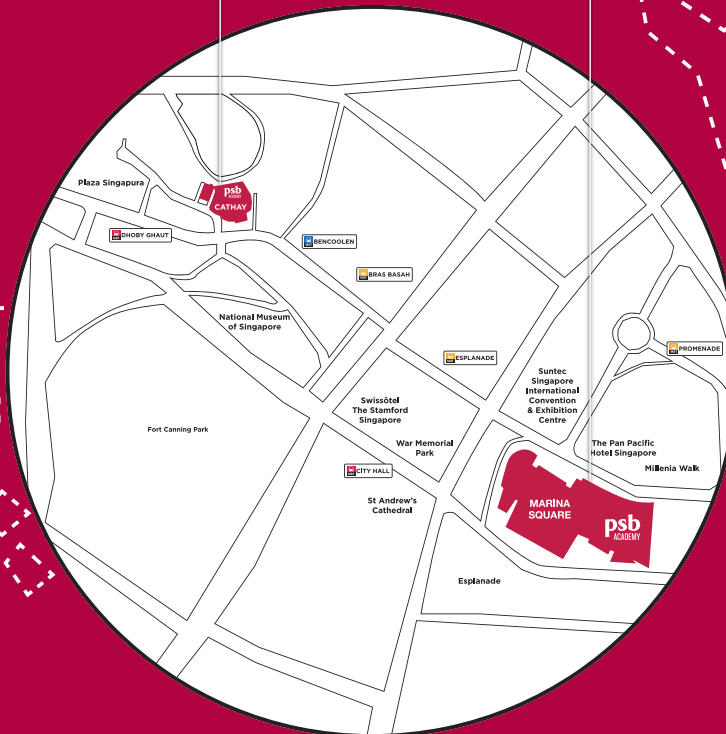 Plaza Singapura
psb
ACADEMY
CATHAY
DHOBY GHAUT
BENCOOLEN
BRAS BASAH
National Museum
of Singapore
ESPLANADE
PROMENADE
Suntec
Singapore
International
Convention
& Exhibition
Centre
Swissôtel
The Stamford
Singapore
Fort Canning Park
War Memorial
Park
The Pan Pacific
Hotel Singapore
Millenia Walk
CITY HALL
St Andrew's
Cathedral
MARINA
SQUARE
psb
ACADEMY
Esplanade